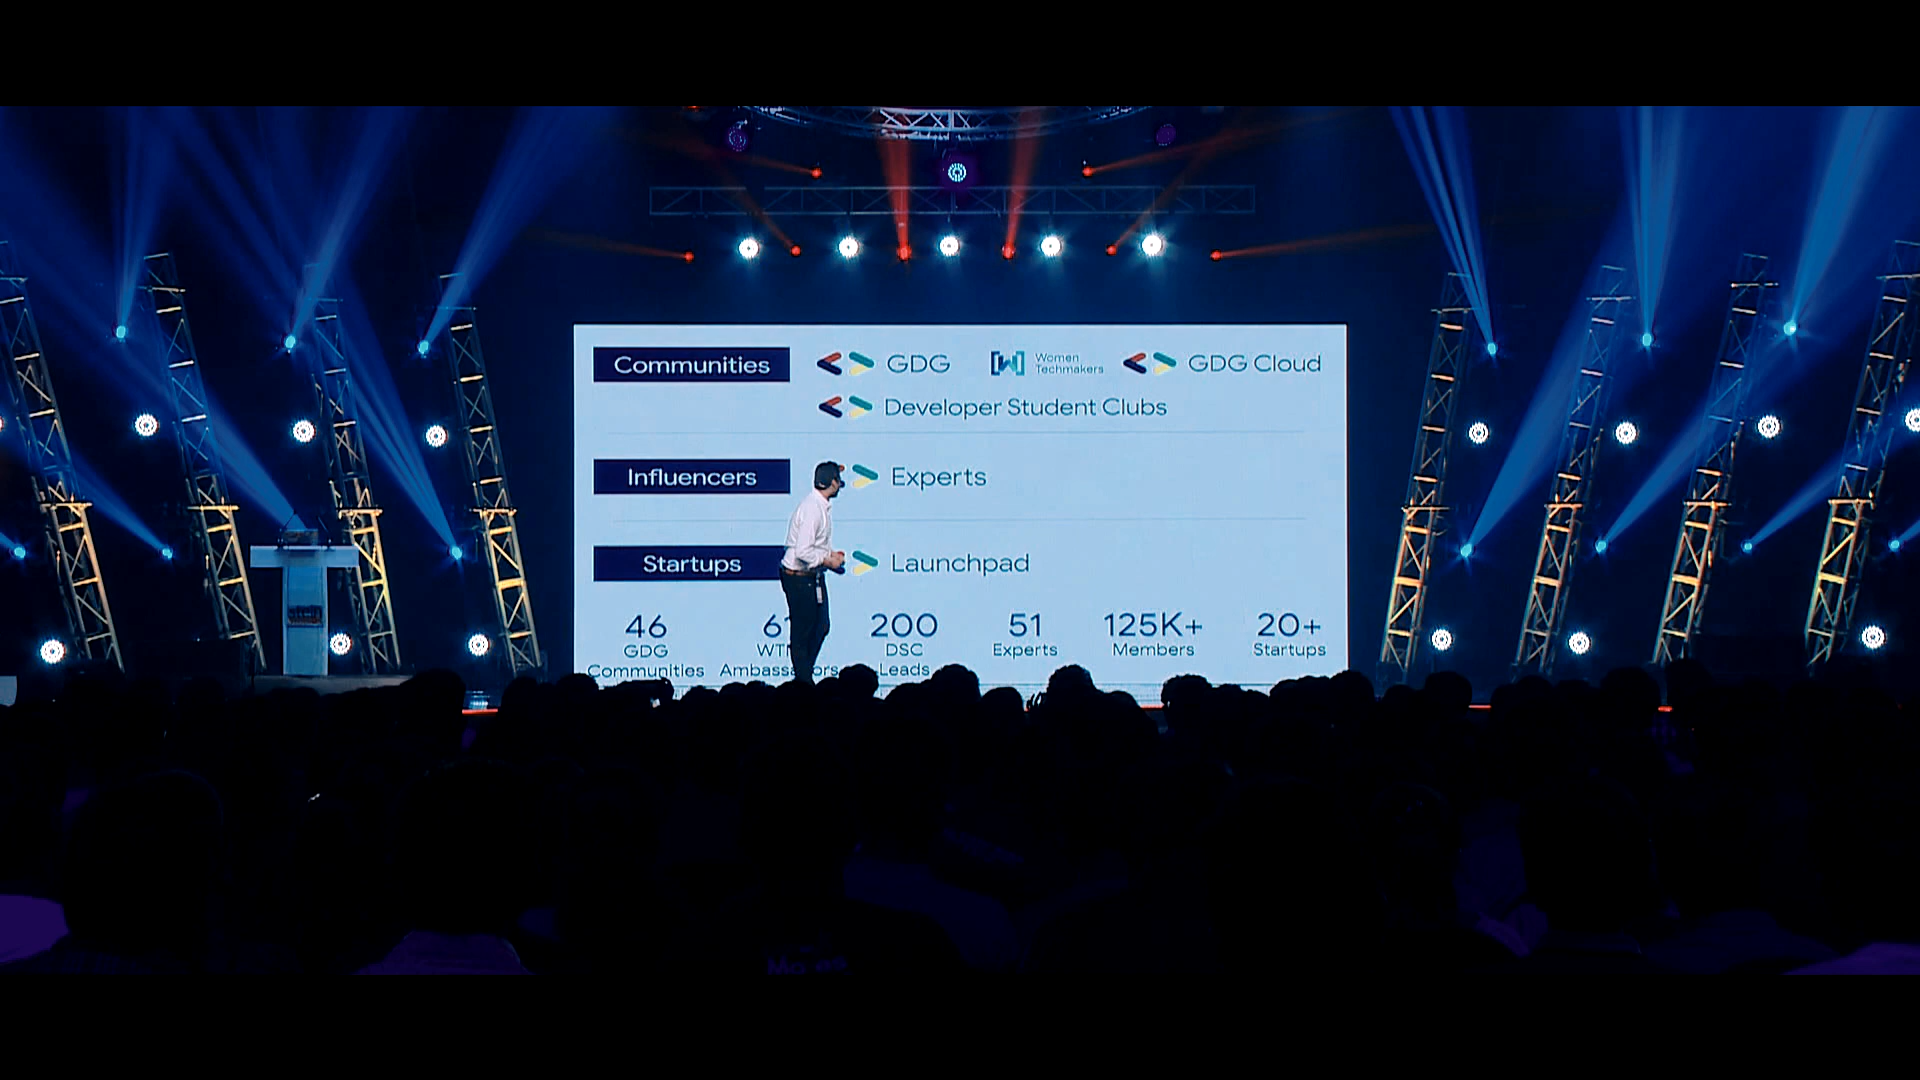 Communities GDG Women Techmakers GDG Cloud
Developer Student Clubs
Influencers Experts
Startups Launchpad
46 200 51 125K+ 20+
GDG DSC Experts Members Startups
Communities Leads